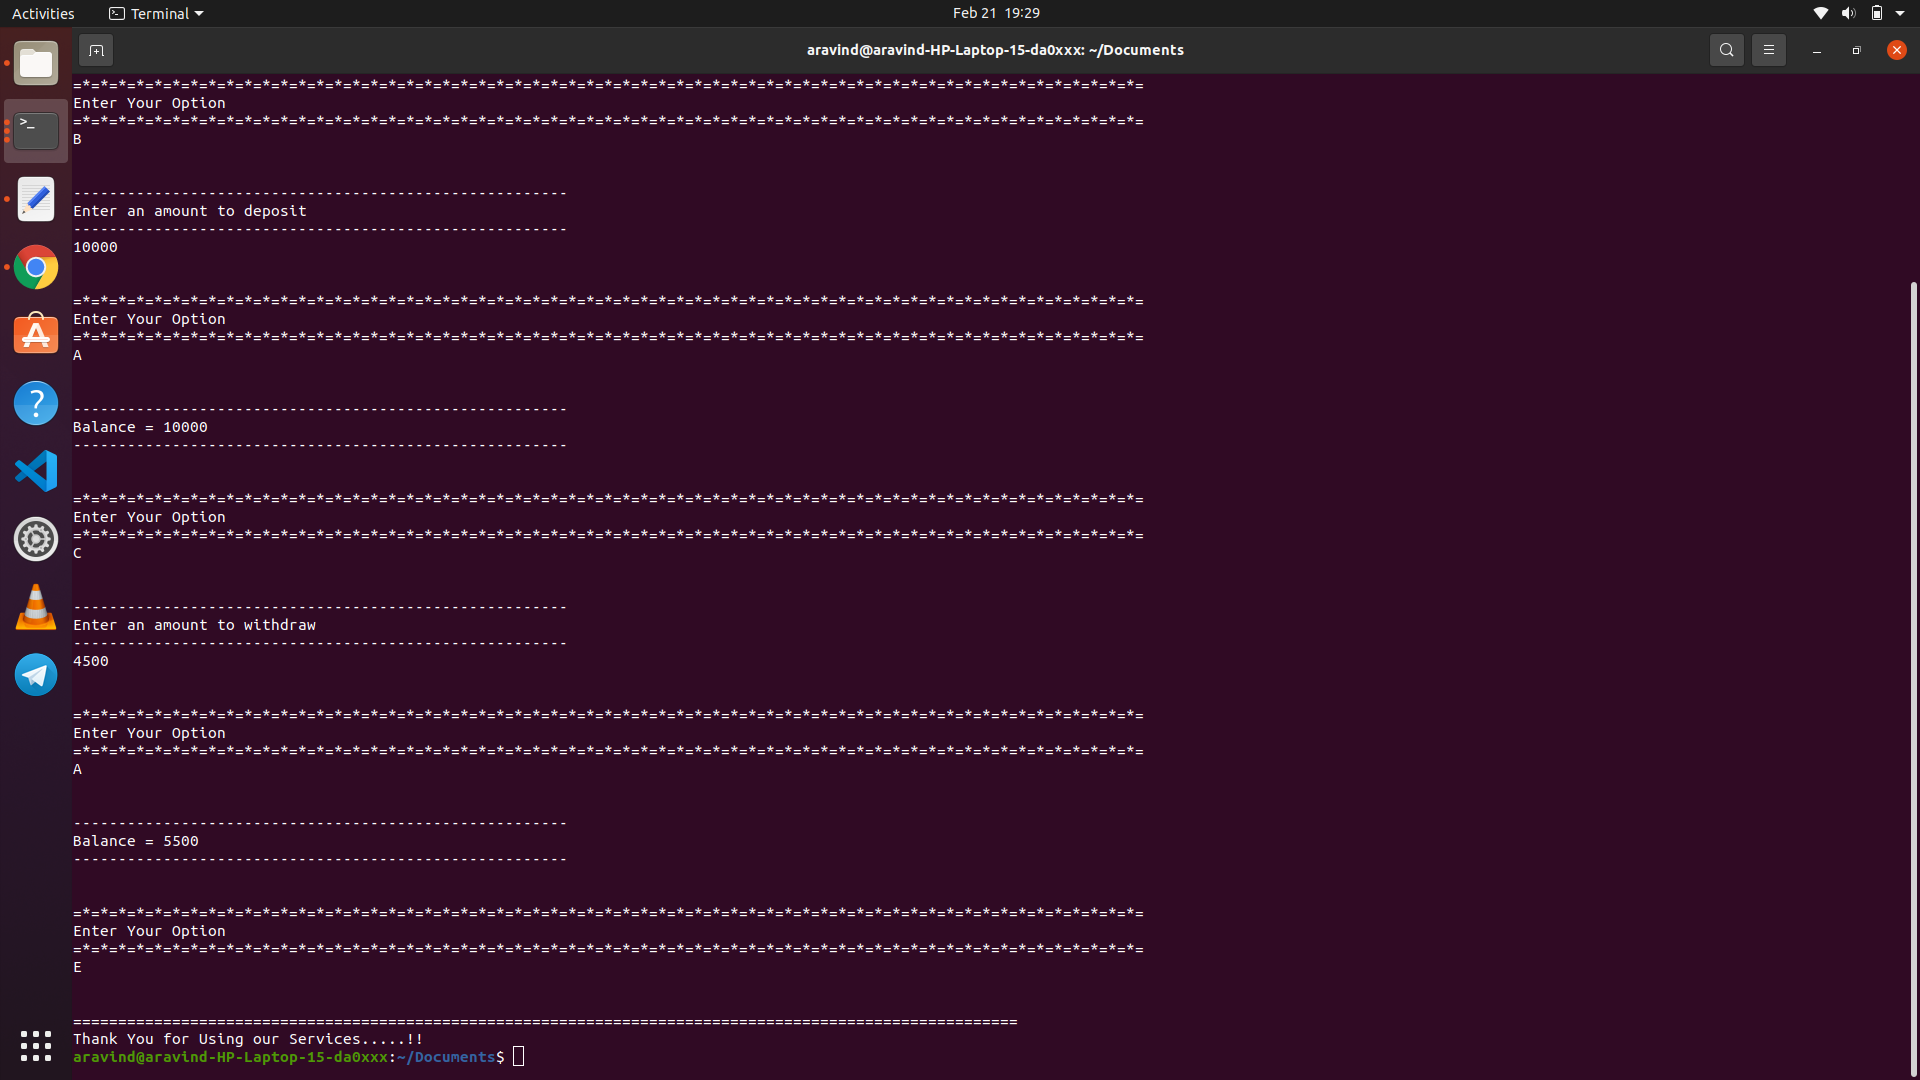 Activities Terminal Feb 21 19:29
aravind@aravind-HP-Laptop-15-da0xxx: ~/Documents
=*=*=*=*=*=*=*=*=*=*=*=*=*=*=*=*=*=*=*=*=*=*=*=*=*=*=*=*=*=*=*=*=*=*=*=*=*=*=*=*=*=*=*=*=*=*=*=*=*=*=*=*=*=*=*=*=*=*=*=
Enter Your Option
=*=*=*=*=*=*=*=*=*=*=*=*=*=*=*=*=*=*=*=*=*=*=*=*=*=*=*=*=*=*=*=*=*=*=*=*=*=*=*=*=*=*=*=*=*=*=*=*=*=*=*=*=*=*=*=*=*=*=*=
B
-------------------------------------------------------
Enter an amount to deposit
-------------------------------------------------------
10000
=*=*=*=*=*=*=*=*=*=*=*=*=*=*=*=*=*=*=*=*=*=*=*=*=*=*=*=*=*=*=*=*=*=*=*=*=*=*=*=*=*=*=*=*=*=*=*=*=*=*=*=*=*=*=*=*=*=*=*=
Enter Your Option
=*=*=*=*=*=*=*=*=*=*=*=*=*=*=*=*=*=*=*=*=*=*=*=*=*=*=*=*=*=*=*=*=*=*=*=*=*=*=*=*=*=*=*=*=*=*=*=*=*=*=*=*=*=*=*=*=*=*=*=
A
-------------------------------------------------------
Balance = 10000
-------------------------------------------------------
=*=*=*=*=*=*=*=*=*=*=*=*=*=*=*=*=*=*=*=*=*=*=*=*=*=*=*=*=*=*=*=*=*=*=*=*=*=*=*=*=*=*=*=*=*=*=*=*=*=*=*=*=*=*=*=*=*=*=*=
Enter Your Option
=*=*=*=*=*=*=*=*=*=*=*=*=*=*=*=*=*=*=*=*=*=*=*=*=*=*=*=*=*=*=*=*=*=*=*=*=*=*=*=*=*=*=*=*=*=*=*=*=*=*=*=*=*=*=*=*=*=*=*=
C
-------------------------------------------------------
Enter an amount to withdraw
-------------------------------------------------------
4500
=*=*=*=*=*=*=*=*=*=*=*=*=*=*=*=*=*=*=*=*=*=*=*=*=*=*=*=*=*=*=*=*=*=*=*=*=*=*=*=*=*=*=*=*=*=*=*=*=*=*=*=*=*=*=*=*=*=*=*=
Enter Your Option
=*=*=*=*=*=*=*=*=*=*=*=*=*=*=*=*=*=*=*=*=*=*=*=*=*=*=*=*=*=*=*=*=*=*=*=*=*=*=*=*=*=*=*=*=*=*=*=*=*=*=*=*=*=*=*=*=*=*=*=
A
-------------------------------------------------------
Balance = 5500
-------------------------------------------------------
=*=*=*=*=*=*=*=*=*=*=*=*=*=*=*=*=*=*=*=*=*=*=*=*=*=*=*=*=*=*=*=*=*=*=*=*=*=*=*=*=*=*=*=*=*=*=*=*=*=*=*=*=*=*=*=*=*=*=*=
Enter Your Option
=*=*=*=*=*=*=*=*=*=*=*=*=*=*=*=*=*=*=*=*=*=*=*=*=*=*=*=*=*=*=*=*=*=*=*=*=*=*=*=*=*=*=*=*=*=*=*=*=*=*=*=*=*=*=*=*=*=*=*=
E
=========================================================================================================
Thank You for Using our Services.....!!
aravind@aravind-HP-Laptop-15-da0xxx:~/Documents$